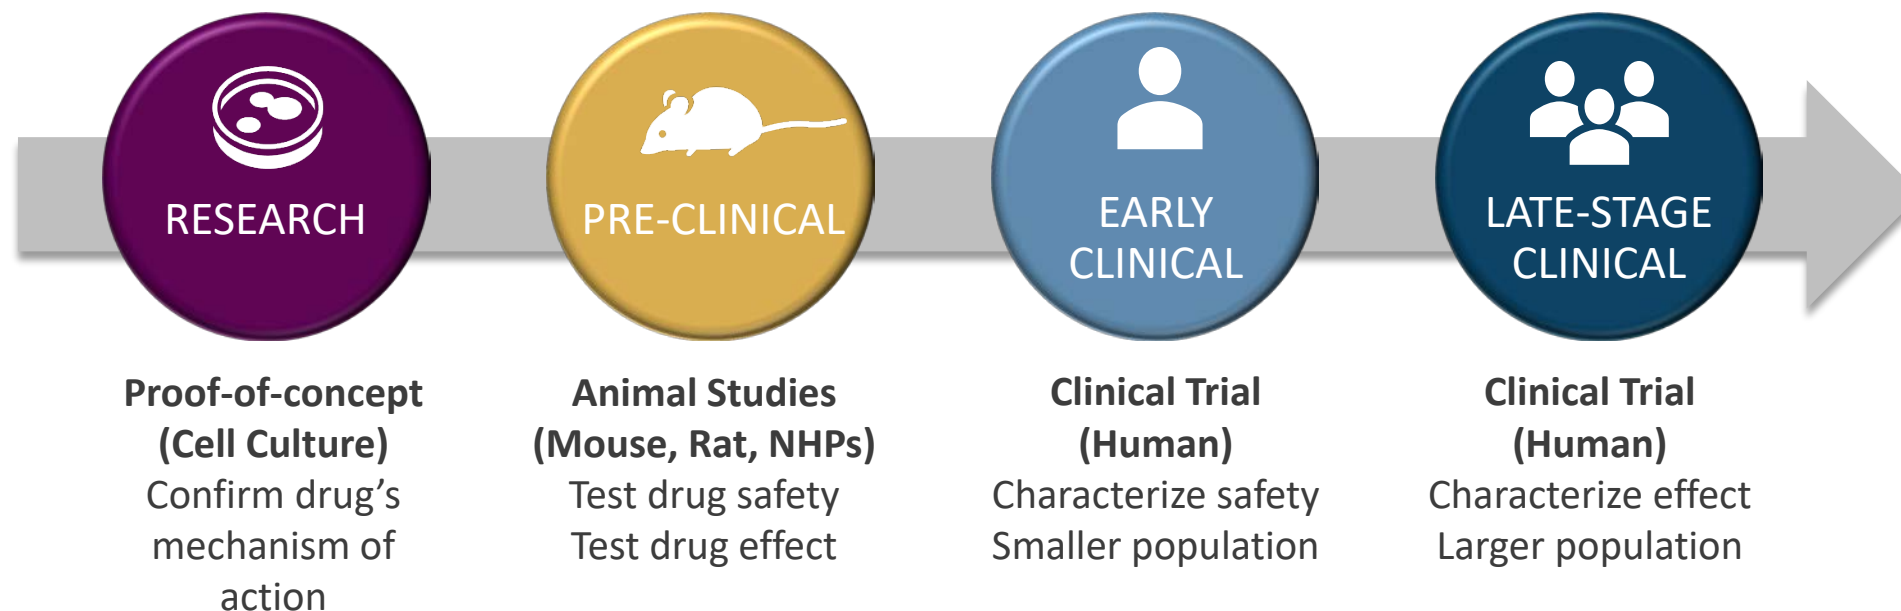 RESEARCH
Proof-of-concept
(Cell Culture)
Confirm drug’s
mechanism of
action
PRE-CLINICAL
Animal Studies
(Mouse, Rat, NHPs)
Test drug safety
Test drug effect
EARLY
CLINICAL
Clinical Trial
(Human)
Characterize safety
Smaller population
LATE-STAGE
CLINICAL
Clinical Trial
(Human)
Characterize effect
Larger population